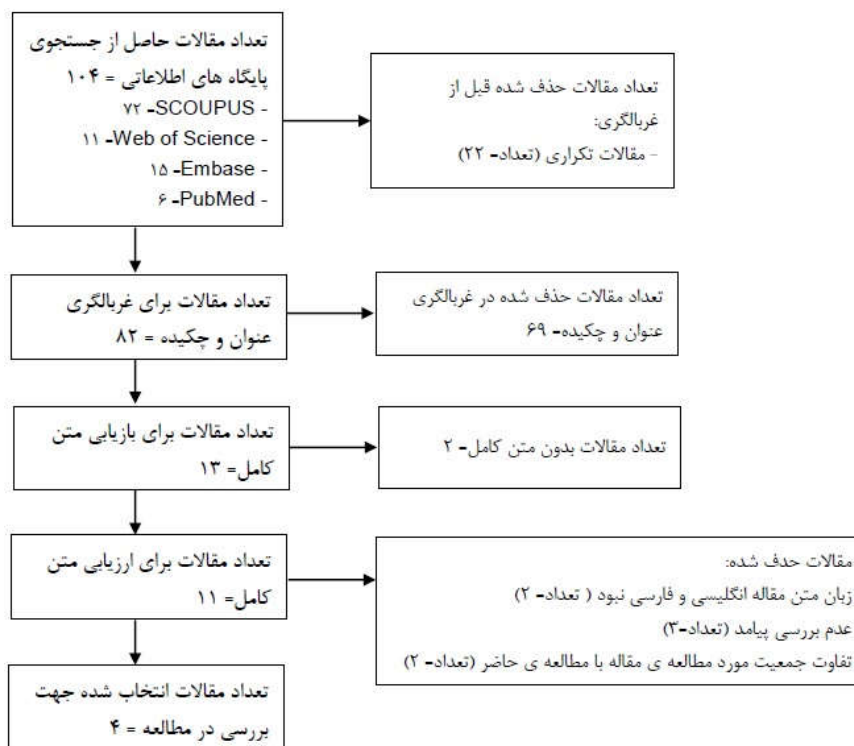 تعداد مقالات حاصل از جستجوی
پایگاه های اطلاعاتی = ۱۰۴
- SCOUPUS- ۷۲
- Web of Science- ۱۱
- Embase- ۱۵
- PubMed- ۶
تعداد مقالات حذف شده قبل از
غربالگری:
- مقالات تکراری (تعداد- ۲۲)
تعداد مقالات برای غربالگری
عنوان و چکیده = ۸۲
تعداد مقالات حذف شده در غربالگری
عنوان و چکیده- ۶۹
تعداد مقالات برای بازیابی متن
کامل= ۱۳
تعداد مقالات بدون متن کامل- ۲
تعداد مقالات برای ارزیابی متن
کامل= ۱۱
مقالات حدف شده:
زبان متن مقاله انگلیسی و فارسی نبود ( تعداد- ۲)
عدم بررسی پیامد (تعداد-۳)
تفاوت جمعیت مورد مطالعه ی مقاله با مطالعه ی حاضر (تعداد- ۲)
تعداد مقالات انتخاب شده جهت
بررسی در مطالعه = ۴